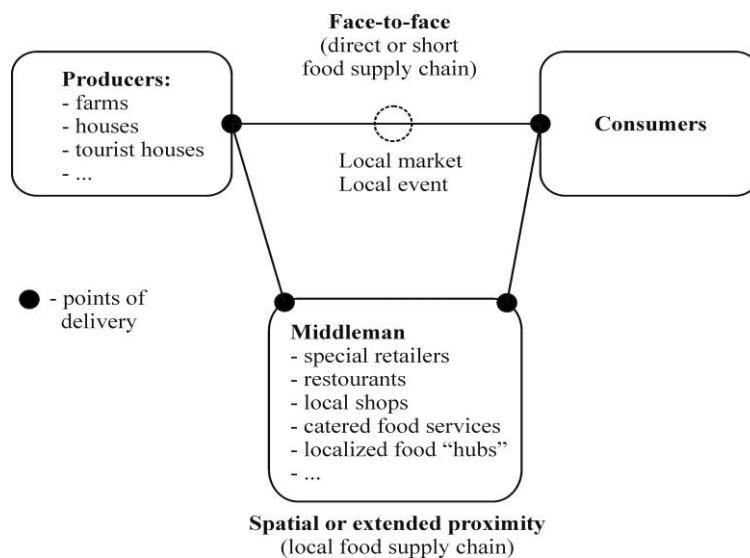 Face-to-face
(direct or short
food supply chain)
Producers:
- farms
- houses
- tourist houses
- ...
Consumers
Local market
Local event
- points of
delivery
Middleman
- special retailers
- restourants
- local shops
- catered food services
- localized food “hubs”
- ...
Spatial or extended proximity
(local food supply chain)